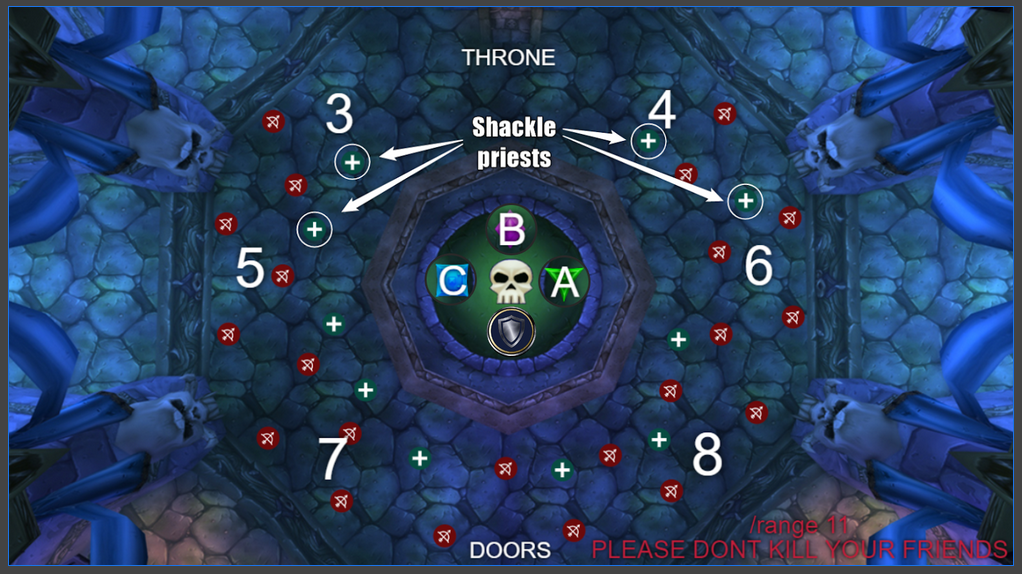 THRONE
3
4
Shackle
priests
B
5
C
A
6
7
8
/range 11
DOORS
PLEASE DONT KILL YOUR FRIENDS